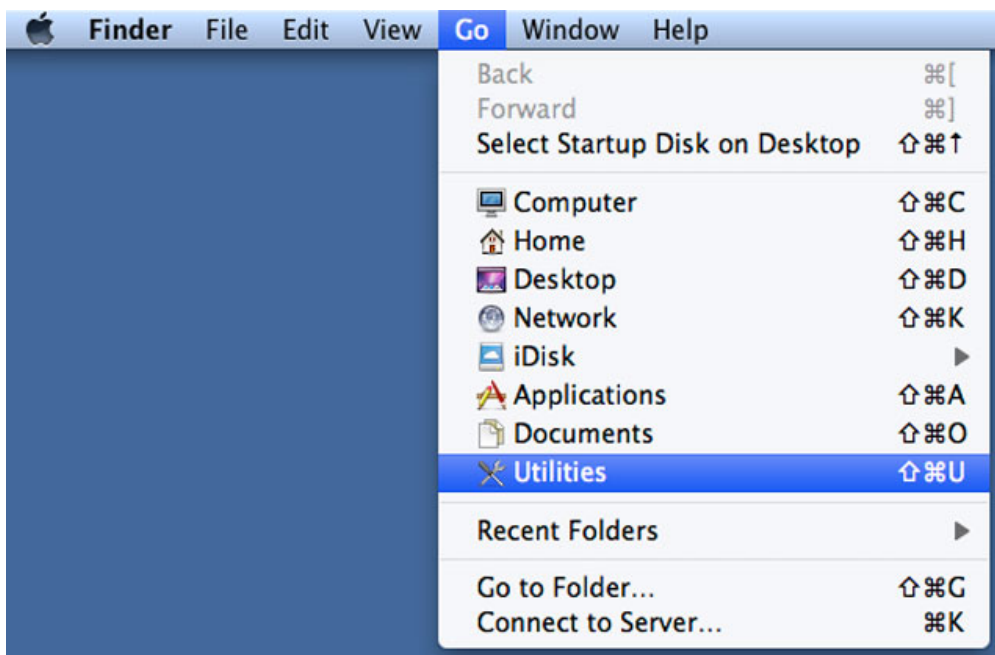 Finder File Edit View Go Window Help
Back ⌘[
Forward ⌘]
Select Startup Disk on Desktop ⇧⌘↑
Computer ⇧⌘C
Home ⇧⌘H
Desktop ⇧⌘D
Network ⇧⌘K
iDisk ▶
Applications ⇧⌘A
Documents ⇧⌘O
Utilities ⇧⌘U
Recent Folders ▶
Go to Folder... ⇧⌘G
Connect to Server... ⌘K